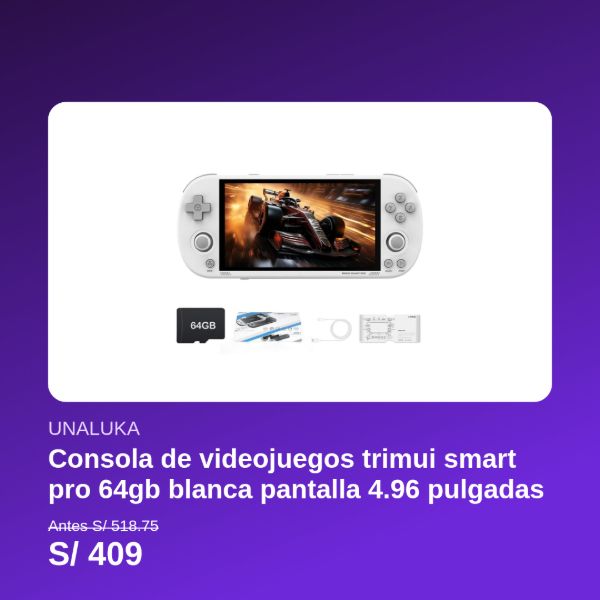 64GB
UNALUKA
Consola de videojuegos trimui smart
pro 64gb blanca pantalla 4.96 pulgadas
Antes S/ 518.75
S/ 409